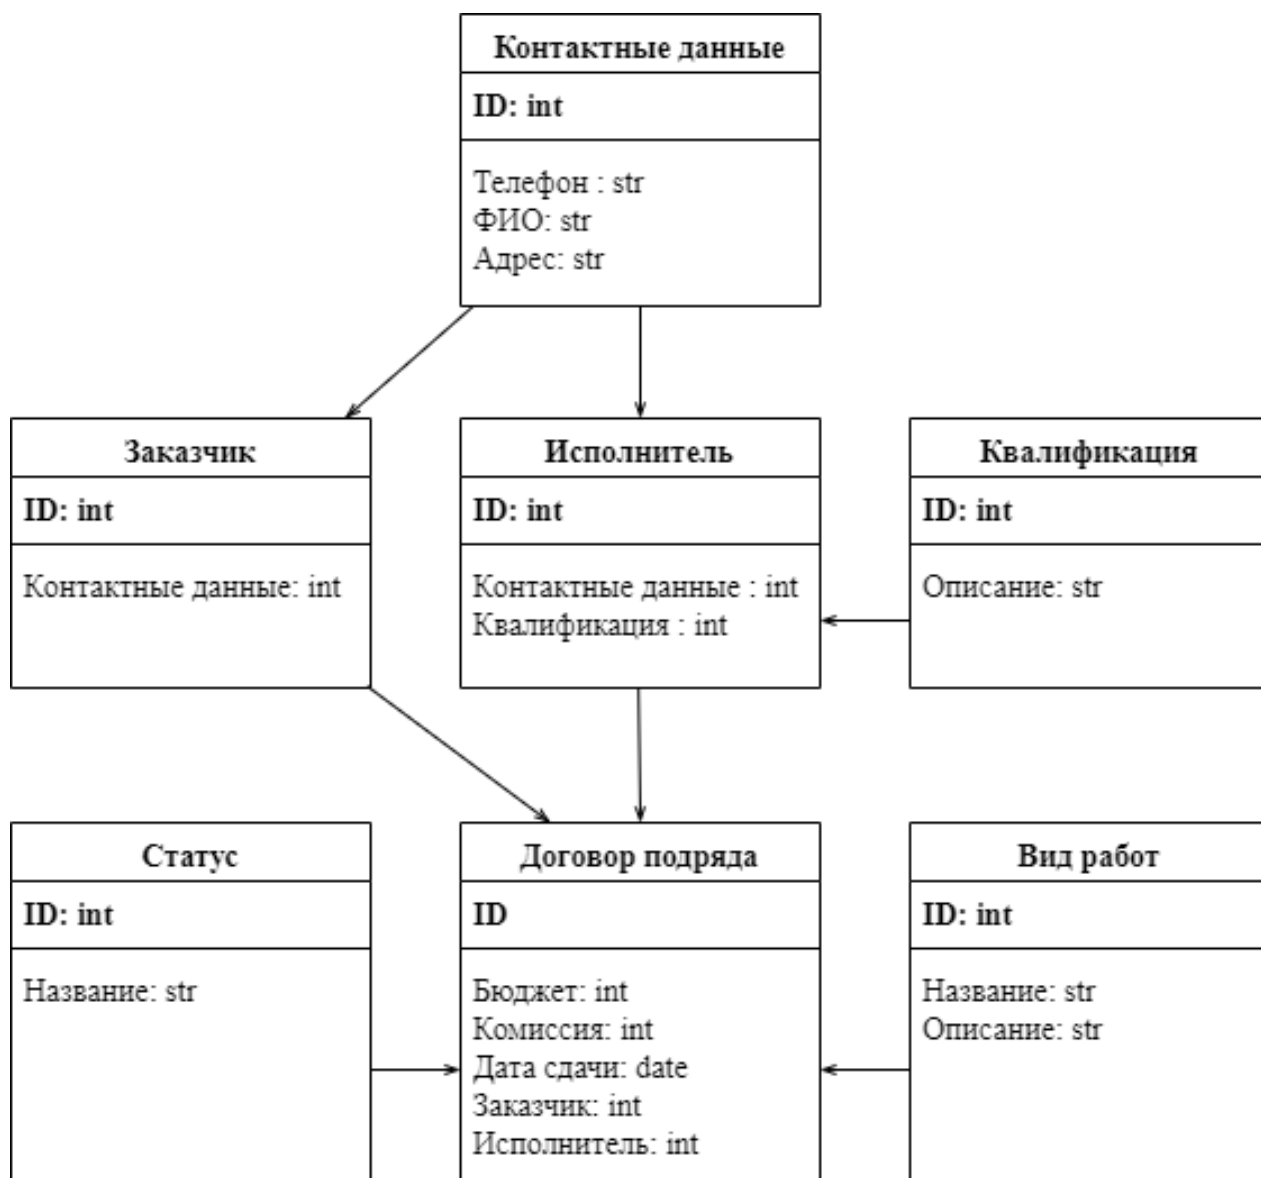 Контактные данные
ID: int
Телефон : str
ФИО: str
Адрес: str
Заказчик
ID: int
Контактные данные: int
Исполнитель
ID: int
Контактные данные : int
Квалификация : int
Квалификация
ID: int
Описание: str
Статус
ID: int
Название: str
Договор подряда
ID
Бюджет: int
Комиссия: int
Дата сдачи: date
Заказчик: int
Исполнитель: int
Вид работ
ID: int
Название: str
Описание: str